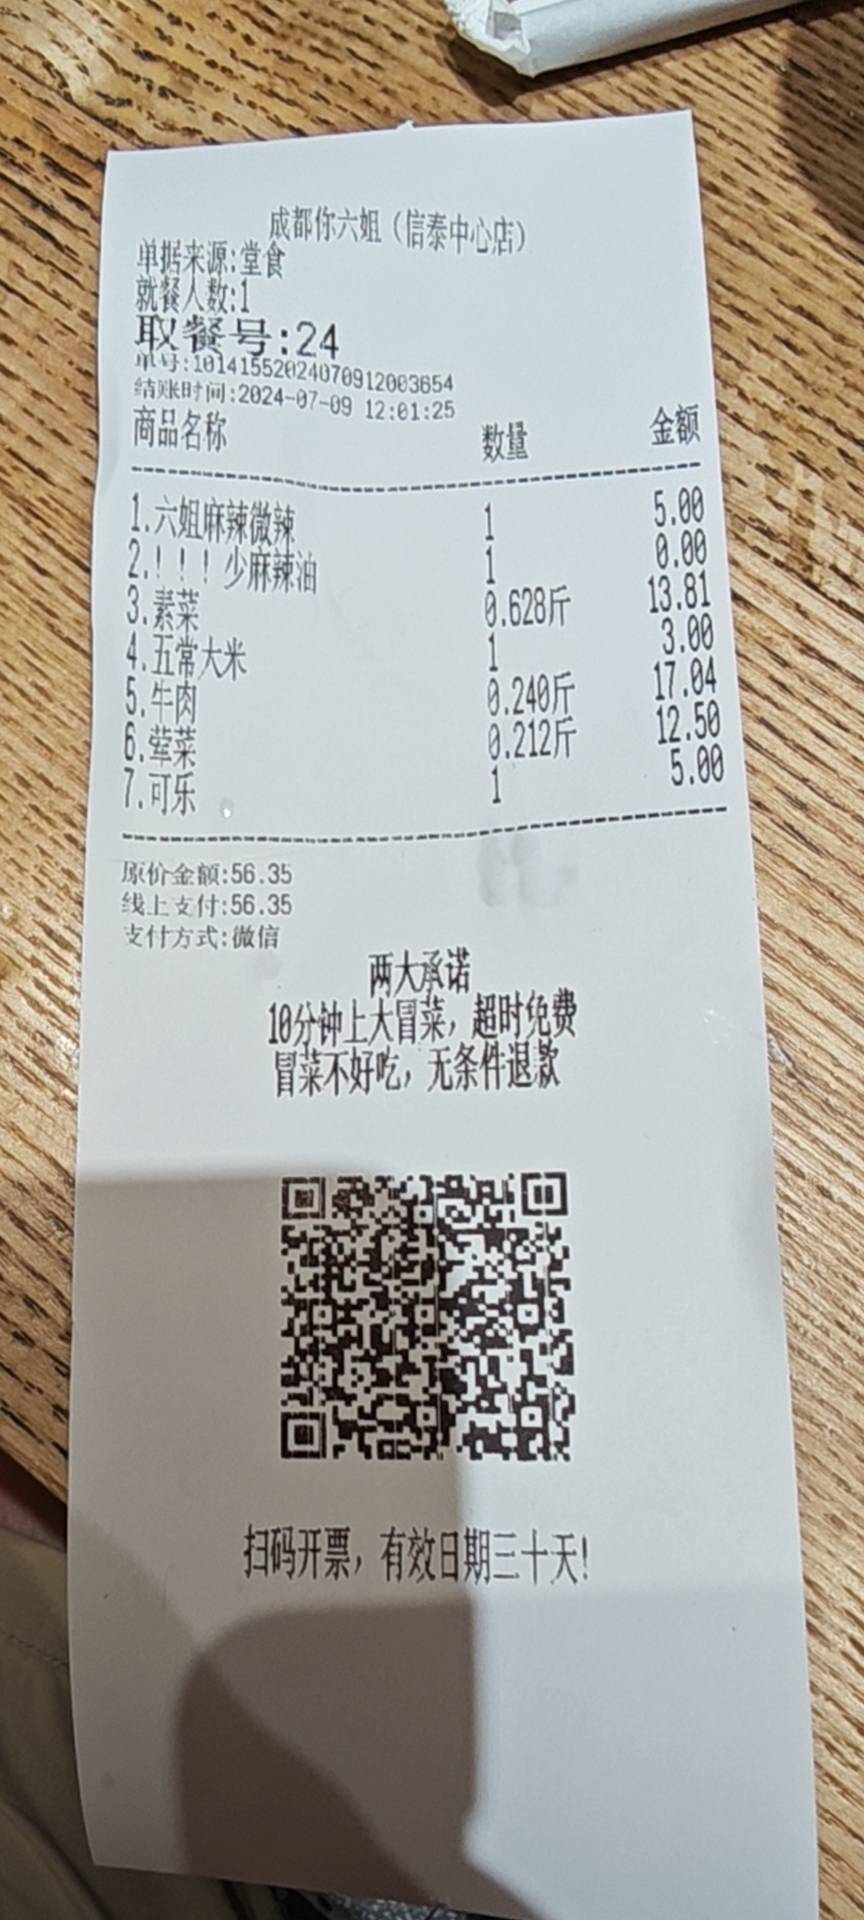 成都你六姐（信泰中心店）
单据来源:堂食
就餐人数:1
取餐号:24
单号:10141552024070912003654
结账时间:2024-07-09 12:01:25
商品名称 数量 金额
1.六姐麻辣微辣 1 5.00
2.！！！少麻辣油 1 0.00
3.素菜 0.628斤 13.81
4.五常大米 1 3.00
5.牛肉 0.240斤 17.04
6.荤菜 0.212斤 12.50
7.可乐 1 5.00
原价金额:56.35
线上支付:56.35
支付方式:微信
两大承诺
10分钟上大冒菜，超时免费
冒菜不好吃，无条件退款
扫码开票，有效日期三十天！